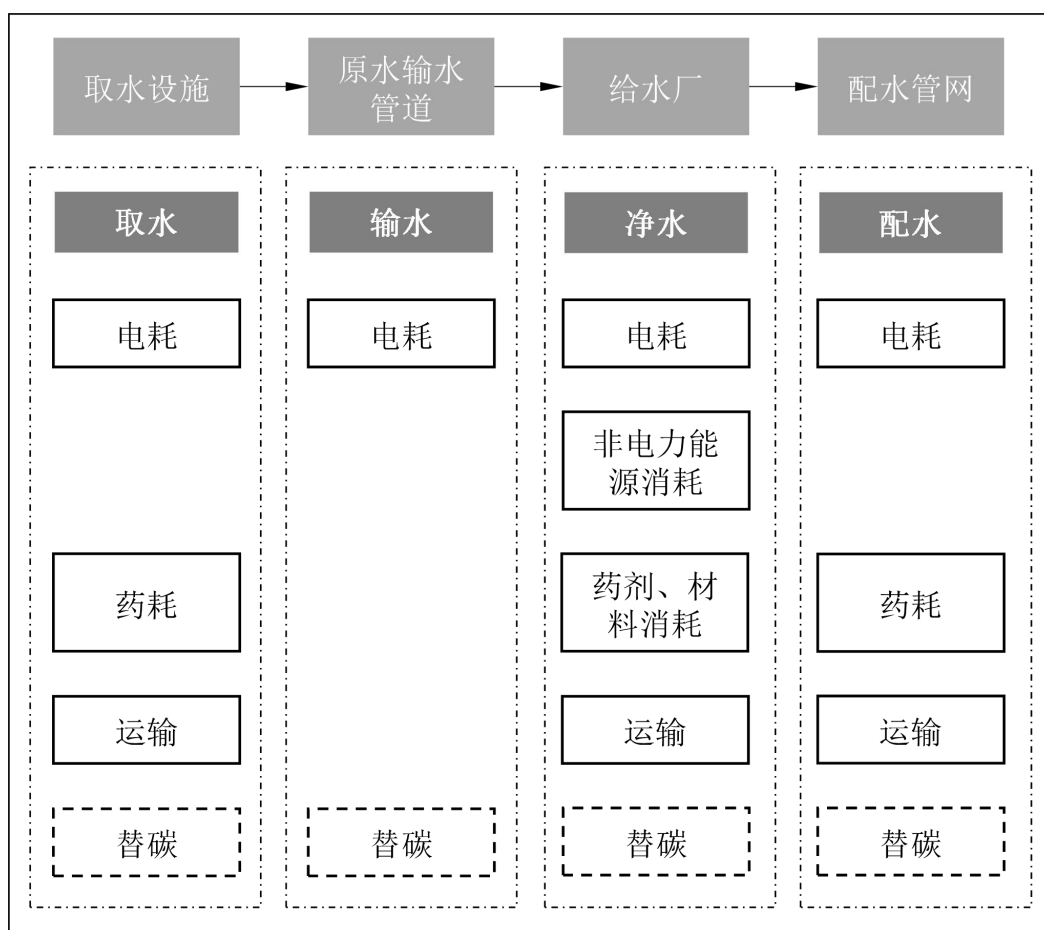 取水设施
原水输水
管道
给水厂
配水管网
取水
输水
净水
配水
电耗
电耗
电耗
电耗
非电力能
源消耗
药耗
药剂、材
料消耗
药耗
运输
运输
运输
替碳
替碳
替碳
替碳